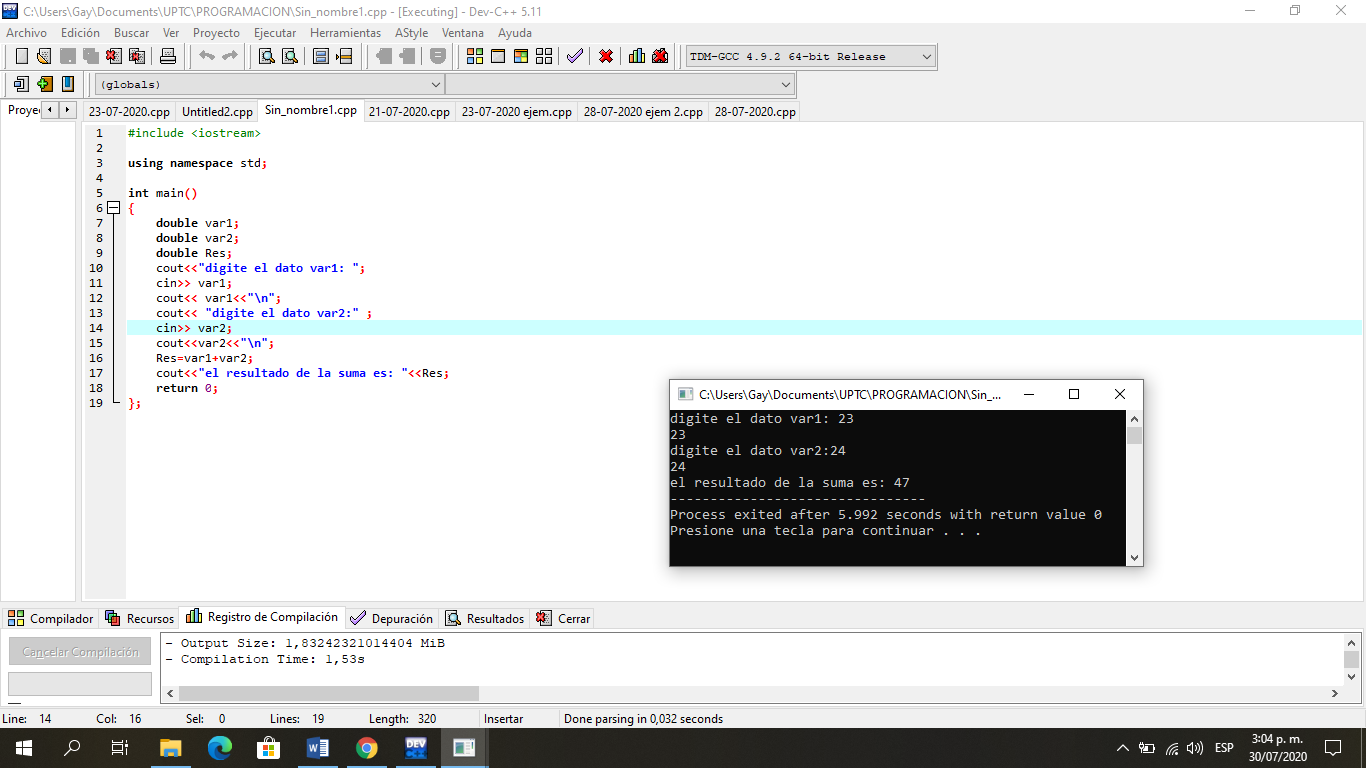 C:\Users\Gay\Documents\UPTC\PROGRAMACION\Sin_nombre1.cpp - [Executing] - Dev-C++ 5.11
Archivo Edición Buscar Ver Proyecto Ejecutar Herramientas AStyle Ventana Ayuda
TDM-GCC 4.9.2 64-bit Release
(globals)
Proye 23-07-2020.cpp Untitled2.cpp Sin_nombre1.cpp 21-07-2020.cpp 23-07-2020 ejem.cpp 28-07-2020 ejem 2.cpp 28-07-2020.cpp
1 #include <iostream>
2
3 using namespace std;
4
5 int main()
6 {
7 double var1;
8 double var2;
9 double Res;
10 cout<<"digite el dato var1: ";
11 cin>> var1;
12 cout<< var1<<"\n";
13 cout<< "digite el dato var2:" ;
14 cin>> var2;
15 cout<<var2<<"\n";
16 Res=var1+var2;
17 cout<<"el resultado de la suma es: "<<Res;
18 return 0;
19 };
C:\Users\Gay\Documents\UPTC\PROGRAMACION\Sin_...
digite el dato var1: 23
23
digite el dato var2:24
24
el resultado de la suma es: 47
--------------------------------
Process exited after 5.992 seconds with return value 0
Presione una tecla para continuar . . .
Compilador Recursos Registro de Compilación Depuración Resultados Cerrar
Cancelar Compilación
- Output Size: 1,83242321014404 MiB
- Compilation Time: 1,53s
Line: 14 Col: 16 Sel: 0 Lines: 19 Length: 320 Insertar Done parsing in 0,032 seconds
DEV
ESP
3:04 p. m.
30/07/2020